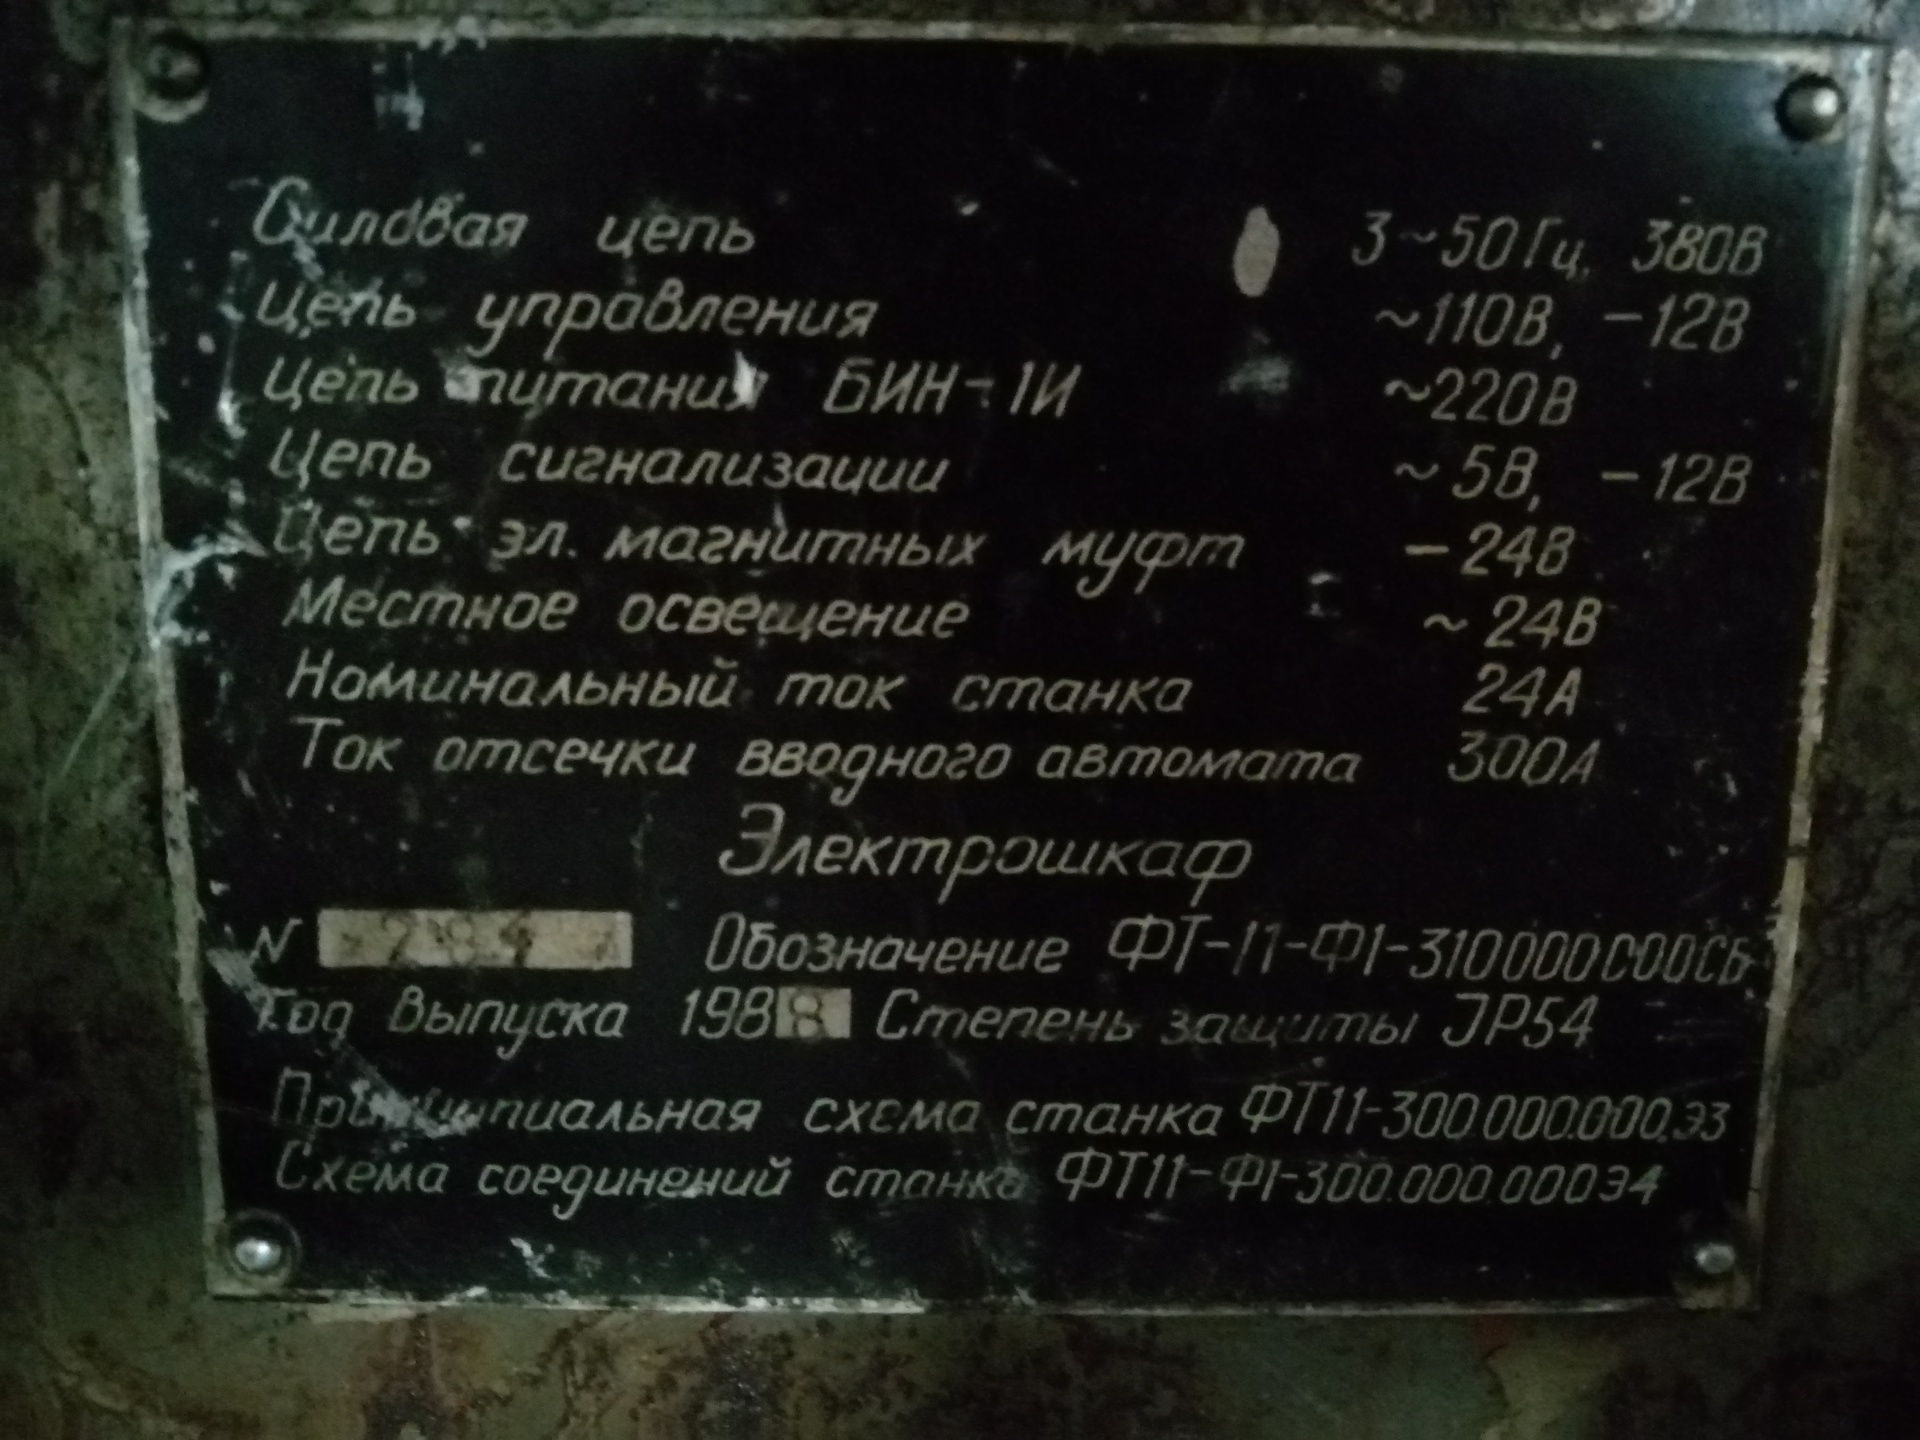 Силовая цепь 3~50Гц, 380В
Цепь управления ~110В, –12В
Цепь питания БИН-1И ~220В
Цепь сигнализации ~5В, –12В
Цепь эл. магнитных муфт –24В
Местное освещение ~24В
Номинальный ток станка 24А
Ток отсечки вводного автомата 300А
Электрошкаф
N Обозначение ФТ-11-Ф1-310000С00СБ
Год выпуска 1988 Степень защиты JP54
Принципиальная схема станка ФТ11-300.000.000.Э3
Схема соединений станка ФТ11-Ф1-300.000.000Э4